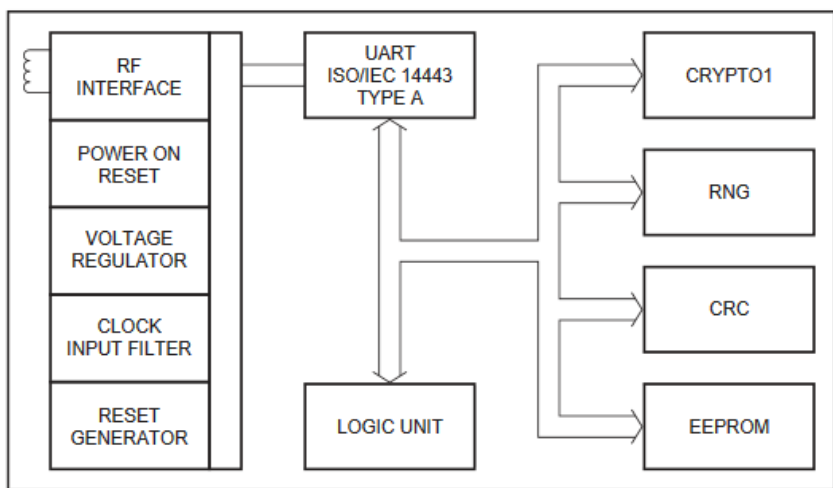 RF
INTERFACE
POWER ON
RESET
VOLTAGE
REGULATOR
CLOCK
INPUT FILTER
RESET
GENERATOR
UART
ISO/IEC 14443
TYPE A
LOGIC UNIT
CRYPTO1
RNG
CRC
EEPROM